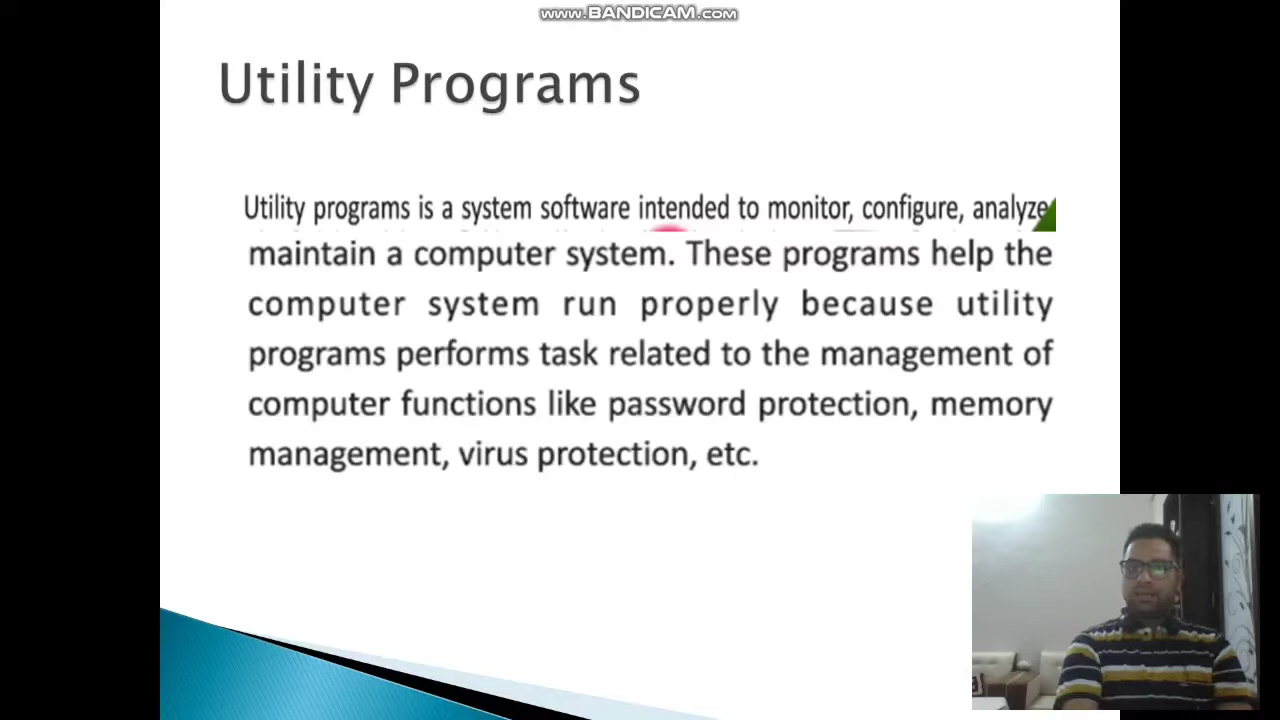 www.BANDICAM.com
Utility Programs
Utility programs is a system software intended to monitor, configure, analyze
maintain a computer system. These programs help the
computer system run properly because utility
programs performs task related to the management of
computer functions like password protection, memory
management, virus protection, etc.